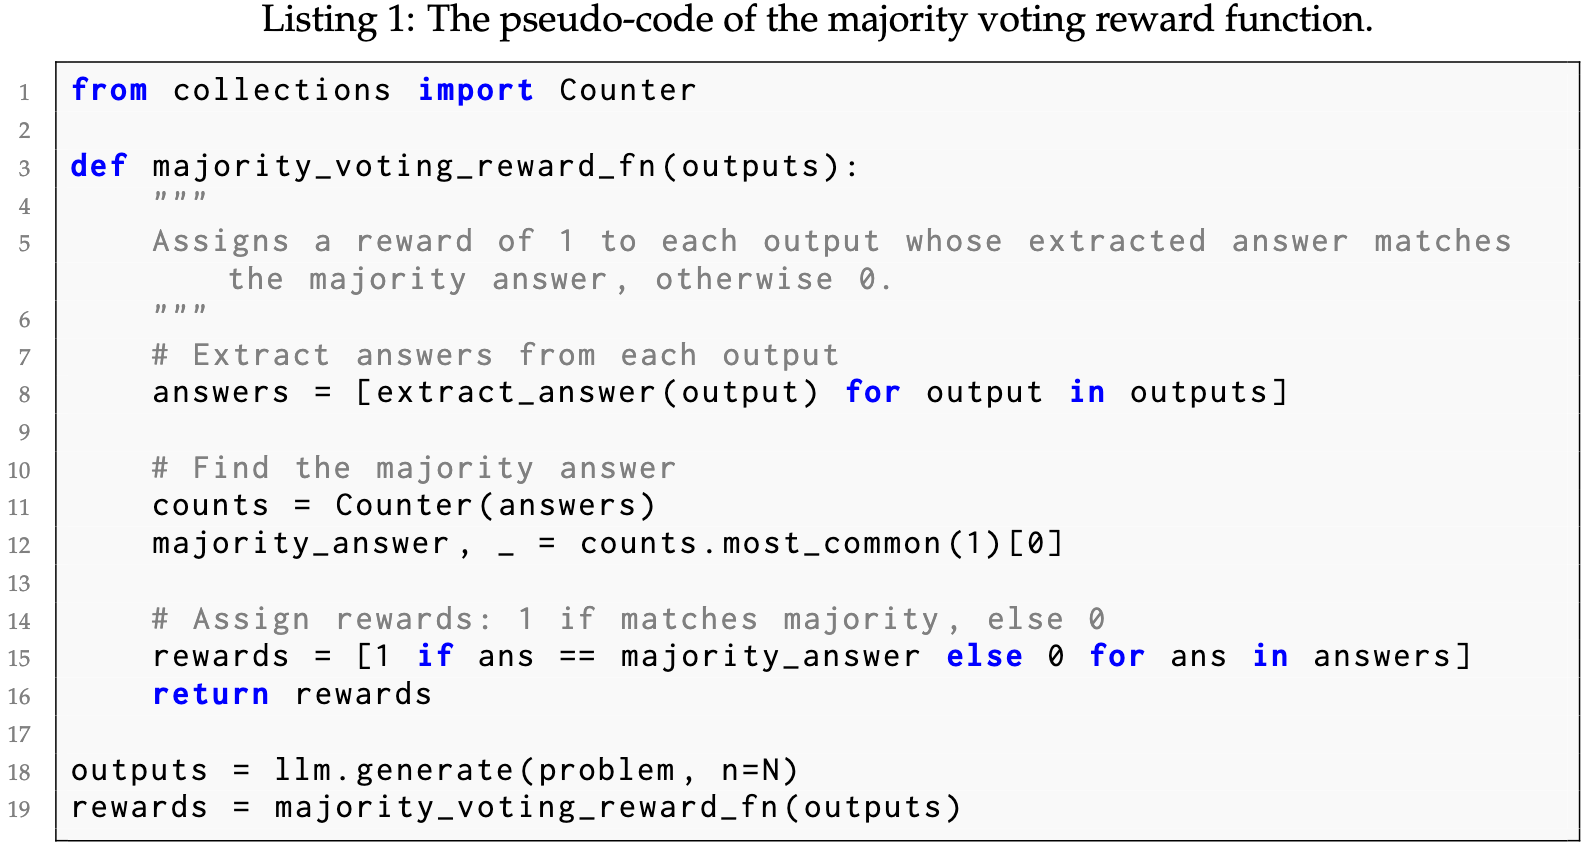 Listing 1: The pseudo-code of the majority voting reward function.
1 from collections import Counter
2
3 def majority_voting_reward_fn(outputs):
4     """
5     Assigns a reward of 1 to each output whose extracted answer matches
        the majority answer, otherwise 0.
6     """
7     # Extract answers from each output
8     answers = [extract_answer(output) for output in outputs]
9
10     # Find the majority answer
11     counts = Counter(answers)
12     majority_answer, _ = counts.most_common(1)[0]
13
14     # Assign rewards: 1 if matches majority, else 0
15     rewards = [1 if ans == majority_answer else 0 for ans in answers]
16     return rewards
17
18 outputs = llm.generate(problem, n=N)
19 rewards = majority_voting_reward_fn(outputs)